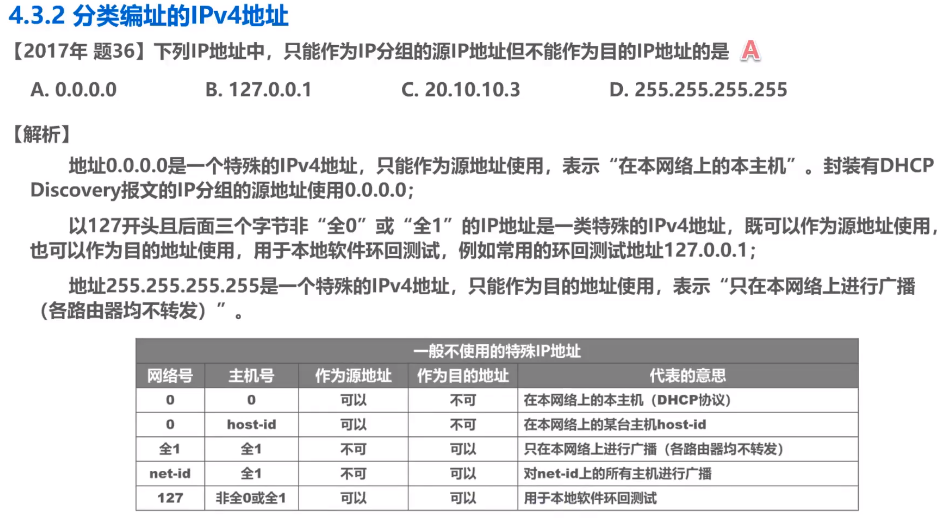 4.3.2 分类编址的IPv4地址
【2017年 题36】下列IP地址中，只能作为IP分组的源IP地址但不能作为目的IP地址的是 A
A. 0.0.0.0 B. 127.0.0.1 C. 20.10.10.3 D. 255.255.255.255
【解析】
地址0.0.0.0是一个特殊的IPv4地址，只能作为源地址使用，表示“在本网络上的本主机”。封装有DHCP
Discovery报文的IP分组的源地址使用0.0.0.0；
以127开头且后面三个字节非“全0”或“全1”的IP地址是一类特殊的IPv4地址，既可以作为源地址使用，
也可以作为目的地址使用，用于本地软件环回测试，例如常用的环回测试地址127.0.0.1；
地址255.255.255.255是一个特殊的IPv4地址，只能作为目的地址使用，表示“只在本网络上进行广播
（各路由器均不转发）”。
一般不使用的特殊IP地址
网络号 主机号 作为源地址 作为目的地址 代表的意思
0 0 可以 不可 在本网络上的本主机（DHCP协议）
0 host-id 可以 不可 在本网络上的某台主机host-id
全1 全1 不可 可以 只在本网络上进行广播（各路由器均不转发）
net-id 全1 不可 可以 对net-id上的所有主机进行广播
127 非全0或全1 可以 可以 用于本地软件环回测试